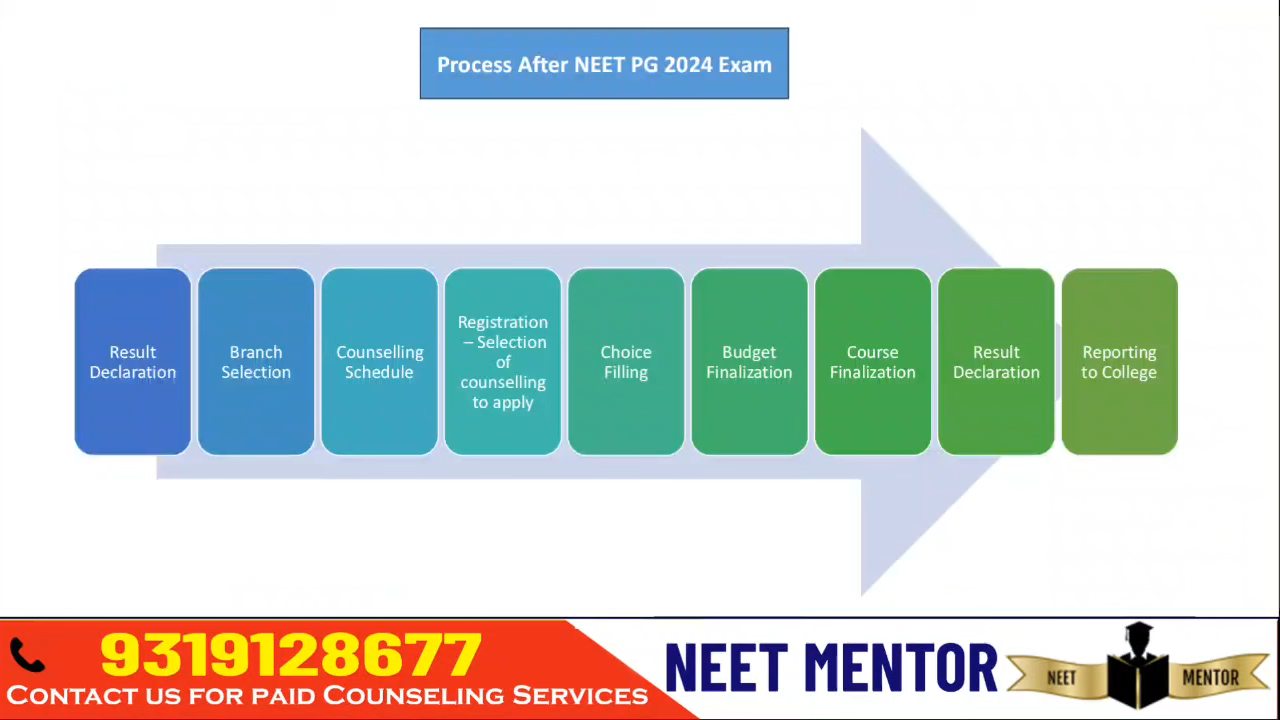 Process After NEET PG 2024 Exam
Result
Declaration
Branch
Selection
Counselling
Schedule
Registration
– Selection
of
counselling
to apply
Choice
Filling
Budget
Finalization
Course
Finalization
Result
Declaration
Reporting
to College
9319128677
CONTACT US FOR PAID COUNSELING SERVICES
NEET MENTOR
NEET MENTOR